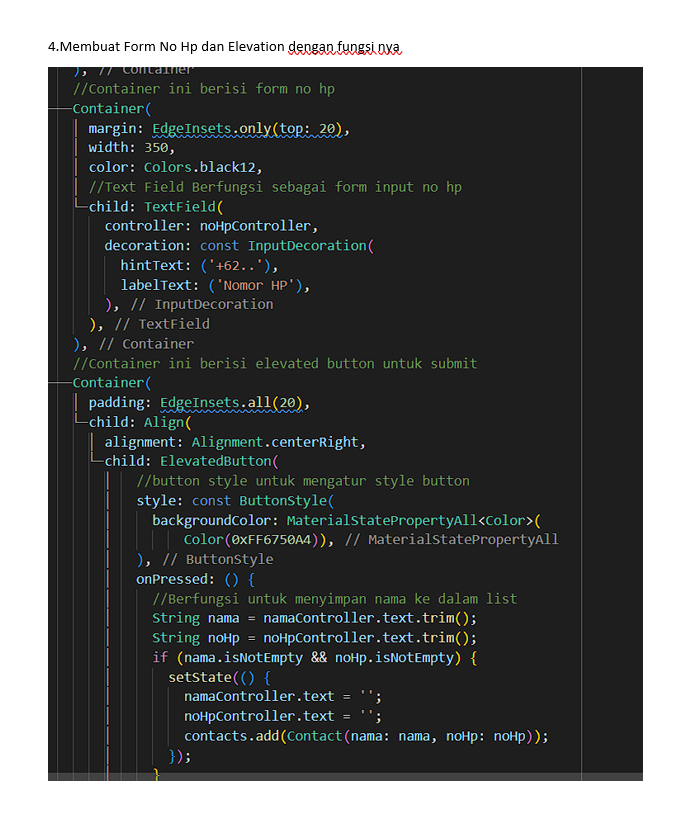 4.Membuat Form No Hp dan Elevation dengan fungsi nya
), // Container
//Container ini berisi form no hp
Container(
margin: EdgeInsets.only(top: 20),
width: 350,
color: Colors.black12,
//Text Field Berfungsi sebagai form input no hp
child: TextField(
controller: noHpController,
decoration: const InputDecoration(
hintText: ('+62..'),
labelText: ('Nomor HP'),
), // InputDecoration
), // TextField
), // Container
//Container ini berisi elevated button untuk submit
Container(
padding: EdgeInsets.all(20),
child: Align(
alignment: Alignment.centerRight,
child: ElevatedButton(
//button style untuk mengatur style button
style: const ButtonStyle(
backgroundColor: MaterialStatePropertyAll<Color>(
Color(0xFF6750A4)), // MaterialStatePropertyAll
), // ButtonStyle
onPressed: () {
//Berfungsi untuk menyimpan nama ke dalam list
String nama = namaController.text.trim();
String noHp = noHpController.text.trim();
if (nama.isNotEmpty && noHp.isNotEmpty) {
setState(() {
namaController.text = '';
noHpController.text = '';
contacts.add(Contact(nama: nama, noHp: noHp));
});
}